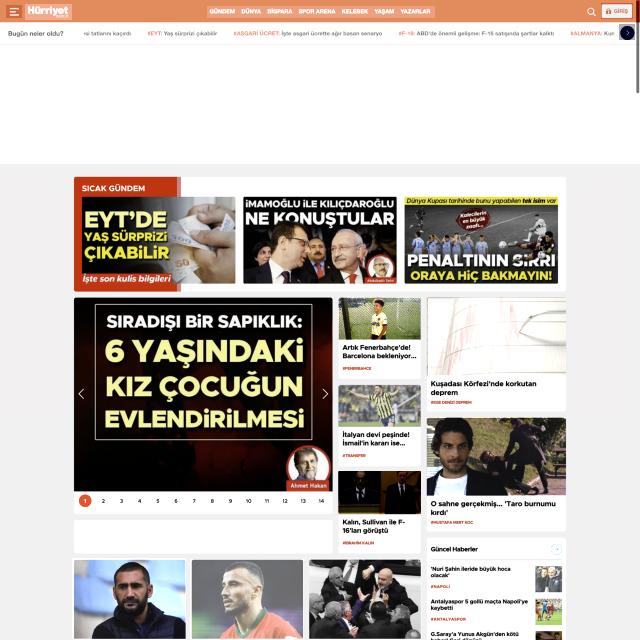 Hürriyet
GÜNDEM DÜNYA BİGPARA SPOR ARENA KELEBEK YAŞAM YAZARLAR
GİRİŞ
Bugün neler oldu?
tatlarını kaçırdı #EYT: Yaş sürprizi çıkabilir #ASGARİ ÜCRET: İşte asgari ücrette ağır basan senaryo #F-16: ABD'de önemli gelişme: F-16 satışında şartlar kalktı #ALMANYA:
SICAK GÜNDEM
EYT'DE
YAŞ SÜRPRİZİ
ÇIKABİLİR
İşte son kulis bilgileri
İMAMOĞLU İLE KILIÇDAROĞLU
NE KONUŞTULAR
Abdulkadir Selvi
Dünya Kupası tarihinde bunu yapabilen tek isim var
Kalecilerin
en büyük
zaafı...
PENALTININ SIRRI
ORAYA HİÇ BAKMAYIN!
SIRADIŞI BİR SAPIKLIK:
6 YAŞINDAKİ
KIZ ÇOCUĞUN
EVLENDİRİLMESİ
Ahmet Hakan
1 2 3 4 5 6 7 8 9 10 11 12 13 14
Artık Fenerbahçe'de!
Barcelona bekleniyor...
#FENERBAHÇE
İtalyan devi peşinde!
İsmail'in kararı ise...
#TRANSFER
Kalın, Sullivan ile F-
16'ları görüştü
#İBRAHİM KALIN
Kuşadası Körfezi'nde korkutan
deprem
#EGE DENİZİ DEPREM
O sahne gerçekmiş... 'Taro burnumu
kırdı'
#MUSTAFA MERT KOÇ
Güncel Haberler
'Nuri Şahin ileride büyük hoca
olacak'
#NAPOLİ
Antalyaspor 5 gollü maçta Napoli'ye
kaybetti
#ANTALYASPOR
G.Saray'a Yunus Akgün'den kötü